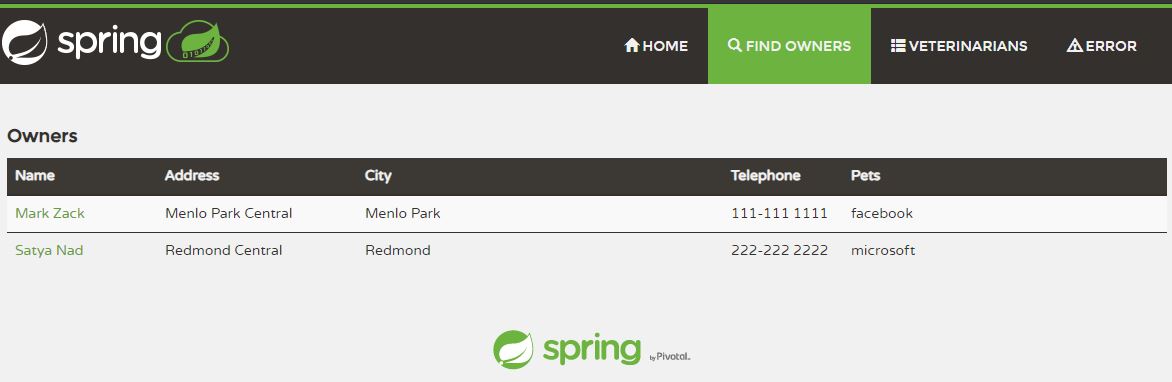 spring HOME FIND OWNERS VETERINARIANS ERROR
Owners
Name Address City Telephone Pets
Mark Zack Menlo Park Central Menlo Park 111-111 1111 facebook
Satya Nad Redmond Central Redmond 222-222 2222 microsoft
spring by Pivotal.